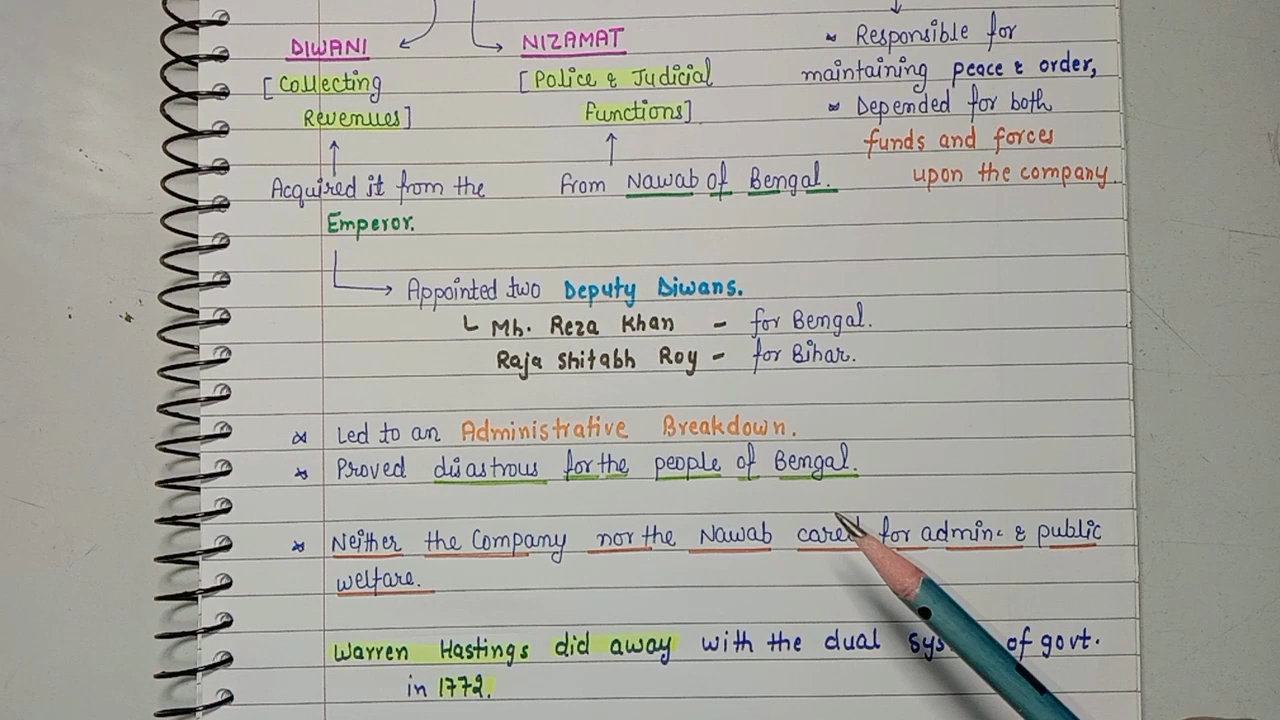 DIWANI
[Collecting
Revenues]
Acquired it from the
Emperor.
NIZAMAT
[Police & Judicial
Functions]
from Nawab of Bengal.
Responsible for
maintaining peace & order,
Depended for both
funds and forces
upon the company.
Appointed two Deputy Diwans.
Mh. Reza Khan - for Bengal.
Raja Shitabh Roy - for Bihar.
Led to an Administrative Breakdown.
Proved disastrous for the people of Bengal.
Neither the Company nor the Nawab cared for admin. & public
welfare.
Warren Hastings did away with the dual of govt.
in 1772.